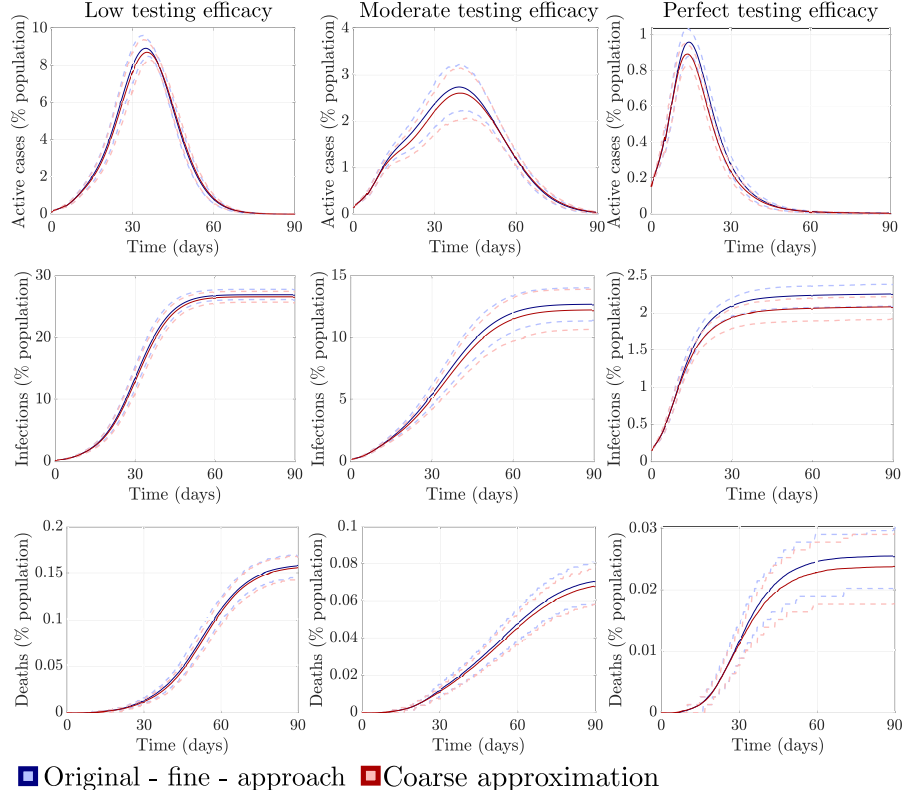 Low testing efficacy Moderate testing efficacy Perfect testing efficacy
Active cases (% population)
10
8
6
4
2
0
0 30 60 90
Time (days)
Active cases (% population)
4
3
2
1
0
0 30 60 90
Time (days)
Active cases (% population)
1
0.8
0.6
0.4
0.2
0
0 30 60 90
Time (days)
Infections (% population)
30
20
10
0
0 30 60 90
Time (days)
Infections (% population)
15
10
5
0
0 30 60 90
Time (days)
Infections (% population)
2.5
2
1.5
1
0.5
0
0 30 60 90
Time (days)
Deaths (% population)
0.2
0.15
0.1
0.05
0
0 30 60 90
Time (days)
Deaths (% population)
0.1
0.08
0.06
0.04
0.02
0
0 30 60 90
Time (days)
Deaths (% population)
0.03
0.02
0.01
0
0 30 60 90
Time (days)
Original - fine - approach Coarse approximation